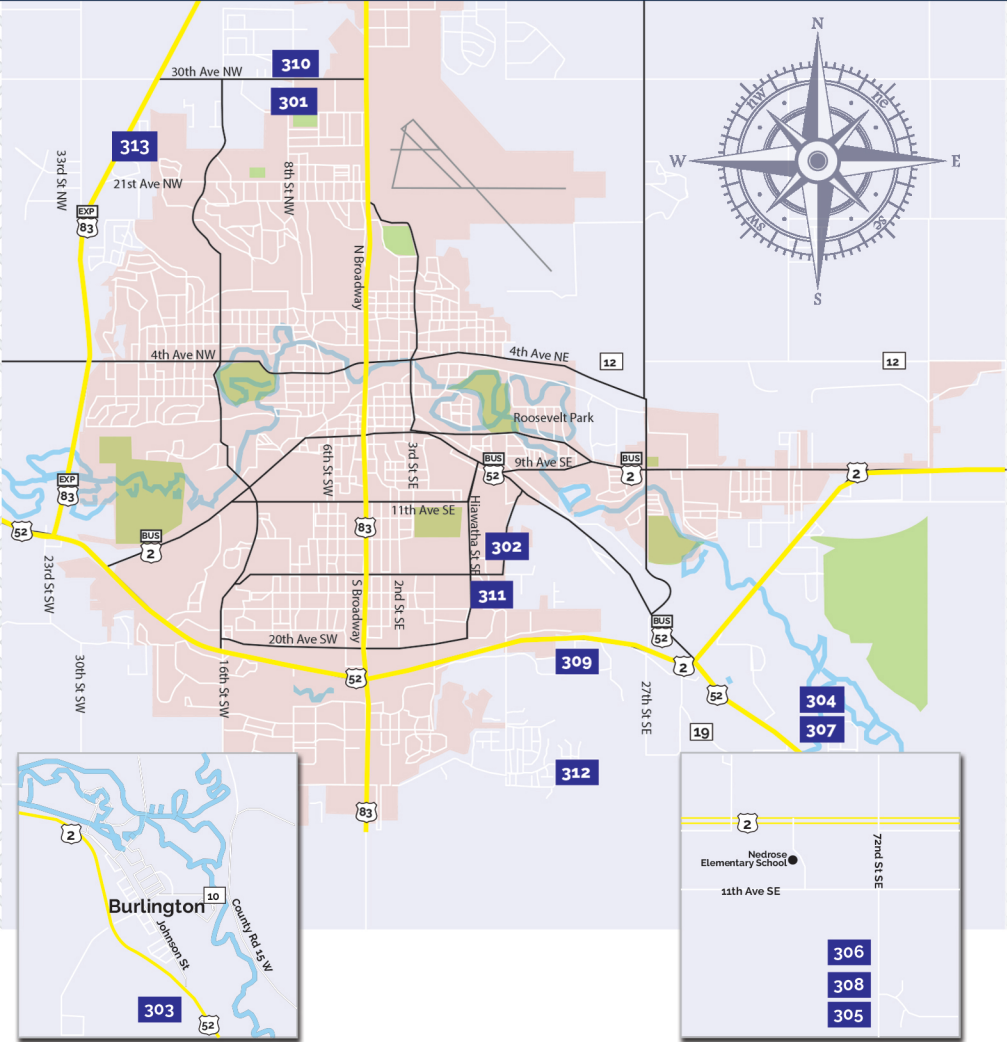 N
30th Ave NW
310
301
nw
ne
313
33rd St NW
W
E
21st Ave NW
8th St NW
EXP
83
sw
se
S
N Broadway
4th Ave NW
4th Ave NE
12
12
Roosevelt Park
6th St SW
3rd St SE
BUS
52
9th Ave SE
BUS
2
2
EXP
83
Hiawatha St SE
11th Ave SE
52
83
BUS
2
302
23rd St SW
S Broadway
2nd St SE
311
BUS
52
20th Ave SW
30th St SW
16th St SW
52
309
2
27th St SE
52
304
19
307
312
83
2
Burlington
10
County Rd 15 W
Johnson St
303
52
2
Nedrose
Elementary School
72nd St SE
11th Ave SE
306
308
305